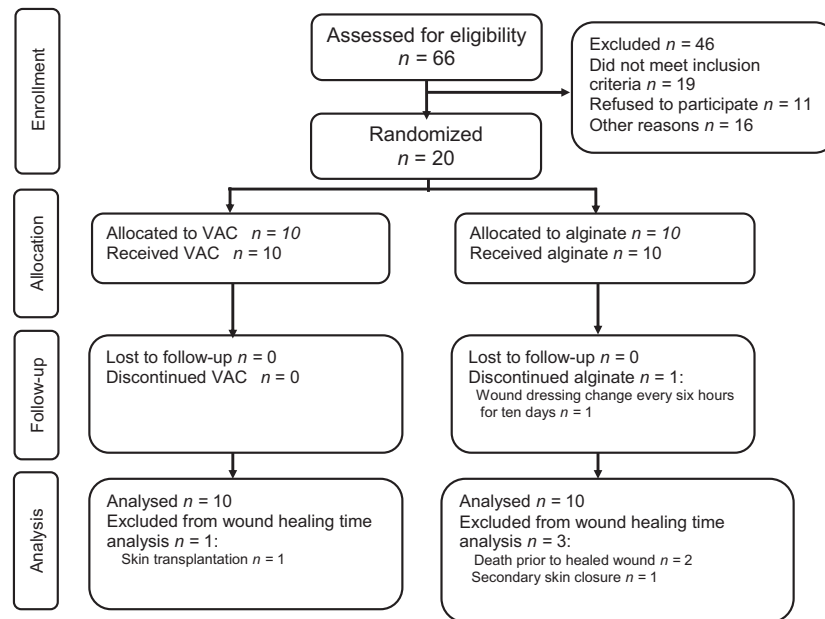 Enrollment
Assessed for eligibility
n = 66
Excluded n = 46
Did not meet inclusion
criteria n = 19
Refused to participate n = 11
Other reasons n = 16
Randomized
n = 20
Allocation
Allocated to VAC n = 10
Received VAC n = 10
Allocated to alginate n = 10
Received alginate n = 10
Follow-up
Lost to follow-up n = 0
Discontinued VAC n = 0
Lost to follow-up n = 0
Discontinued alginate n = 1:
Wound dressing change every six hours
for ten days n = 1
Analysis
Analysed n = 10
Excluded from wound healing time
analysis n = 1:
Skin transplantation n = 1
Analysed n = 10
Excluded from wound healing time
analysis n = 3:
Death prior to healed wound n = 2
Secondary skin closure n = 1